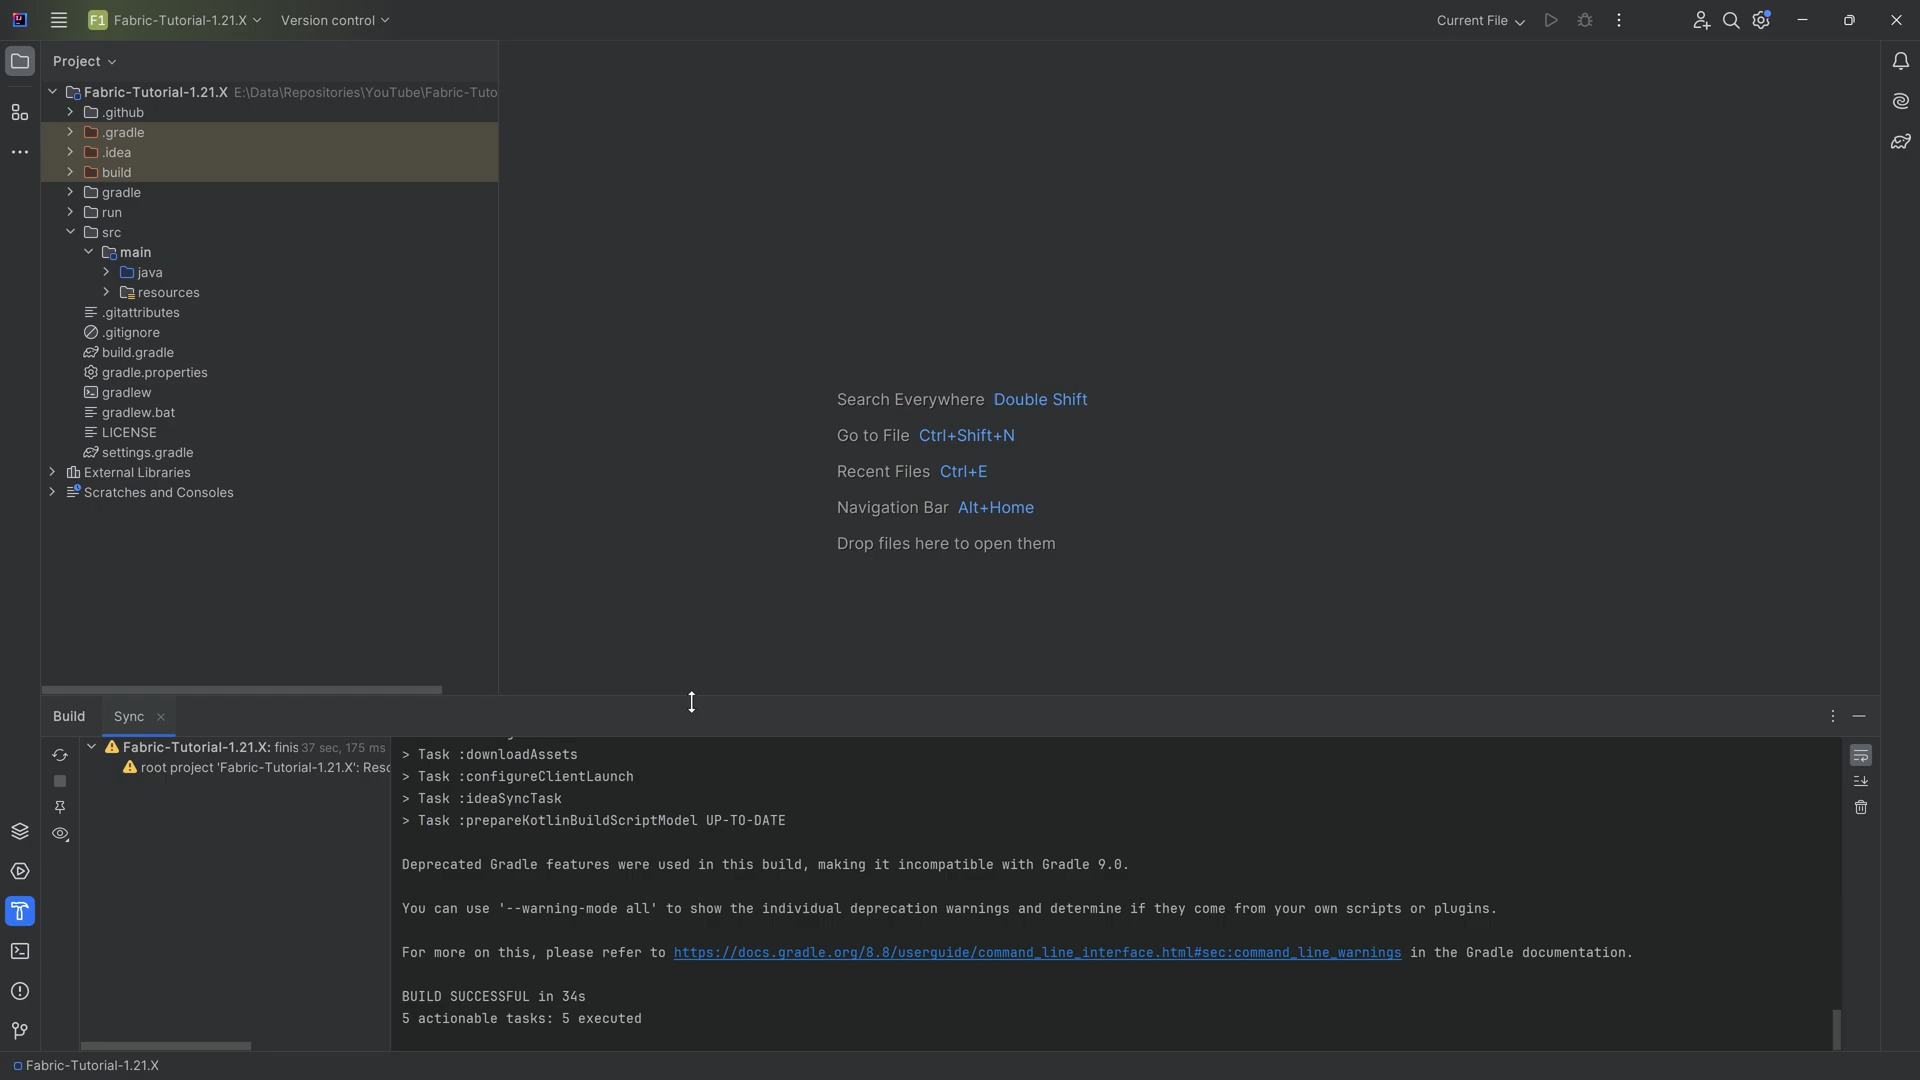 F1 Fabric-Tutorial-1.21.X Version control Current File
Project
Fabric-Tutorial-1.21.X E:\Data\Repositories\YouTube\Fabric-Tuto
.github
.gradle
.idea
build
gradle
run
src
main
java
resources
.gitattributes
.gitignore
build.gradle
gradle.properties
gradlew
gradlew.bat
LICENSE
settings.gradle
External Libraries
Scratches and Consoles
Search Everywhere Double Shift
Go to File Ctrl+Shift+N
Recent Files Ctrl+E
Navigation Bar Alt+Home
Drop files here to open them
Build Sync
Fabric-Tutorial-1.21.X: finis 37 sec, 175 ms
root project 'Fabric-Tutorial-1.21.X': Reso
> Task :downloadAssets
> Task :configureClientLaunch
> Task :ideaSyncTask
> Task :prepareKotlinBuildScriptModel UP-TO-DATE
Deprecated Gradle features were used in this build, making it incompatible with Gradle 9.0.
You can use '--warning-mode all' to show the individual deprecation warnings and determine if they come from your own scripts or plugins.
For more on this, please refer to https://docs.gradle.org/8.8/userguide/command_line_interface.html#sec:command_line_warnings in the Gradle documentation.
BUILD SUCCESSFUL in 34s
5 actionable tasks: 5 executed
Fabric-Tutorial-1.21.X